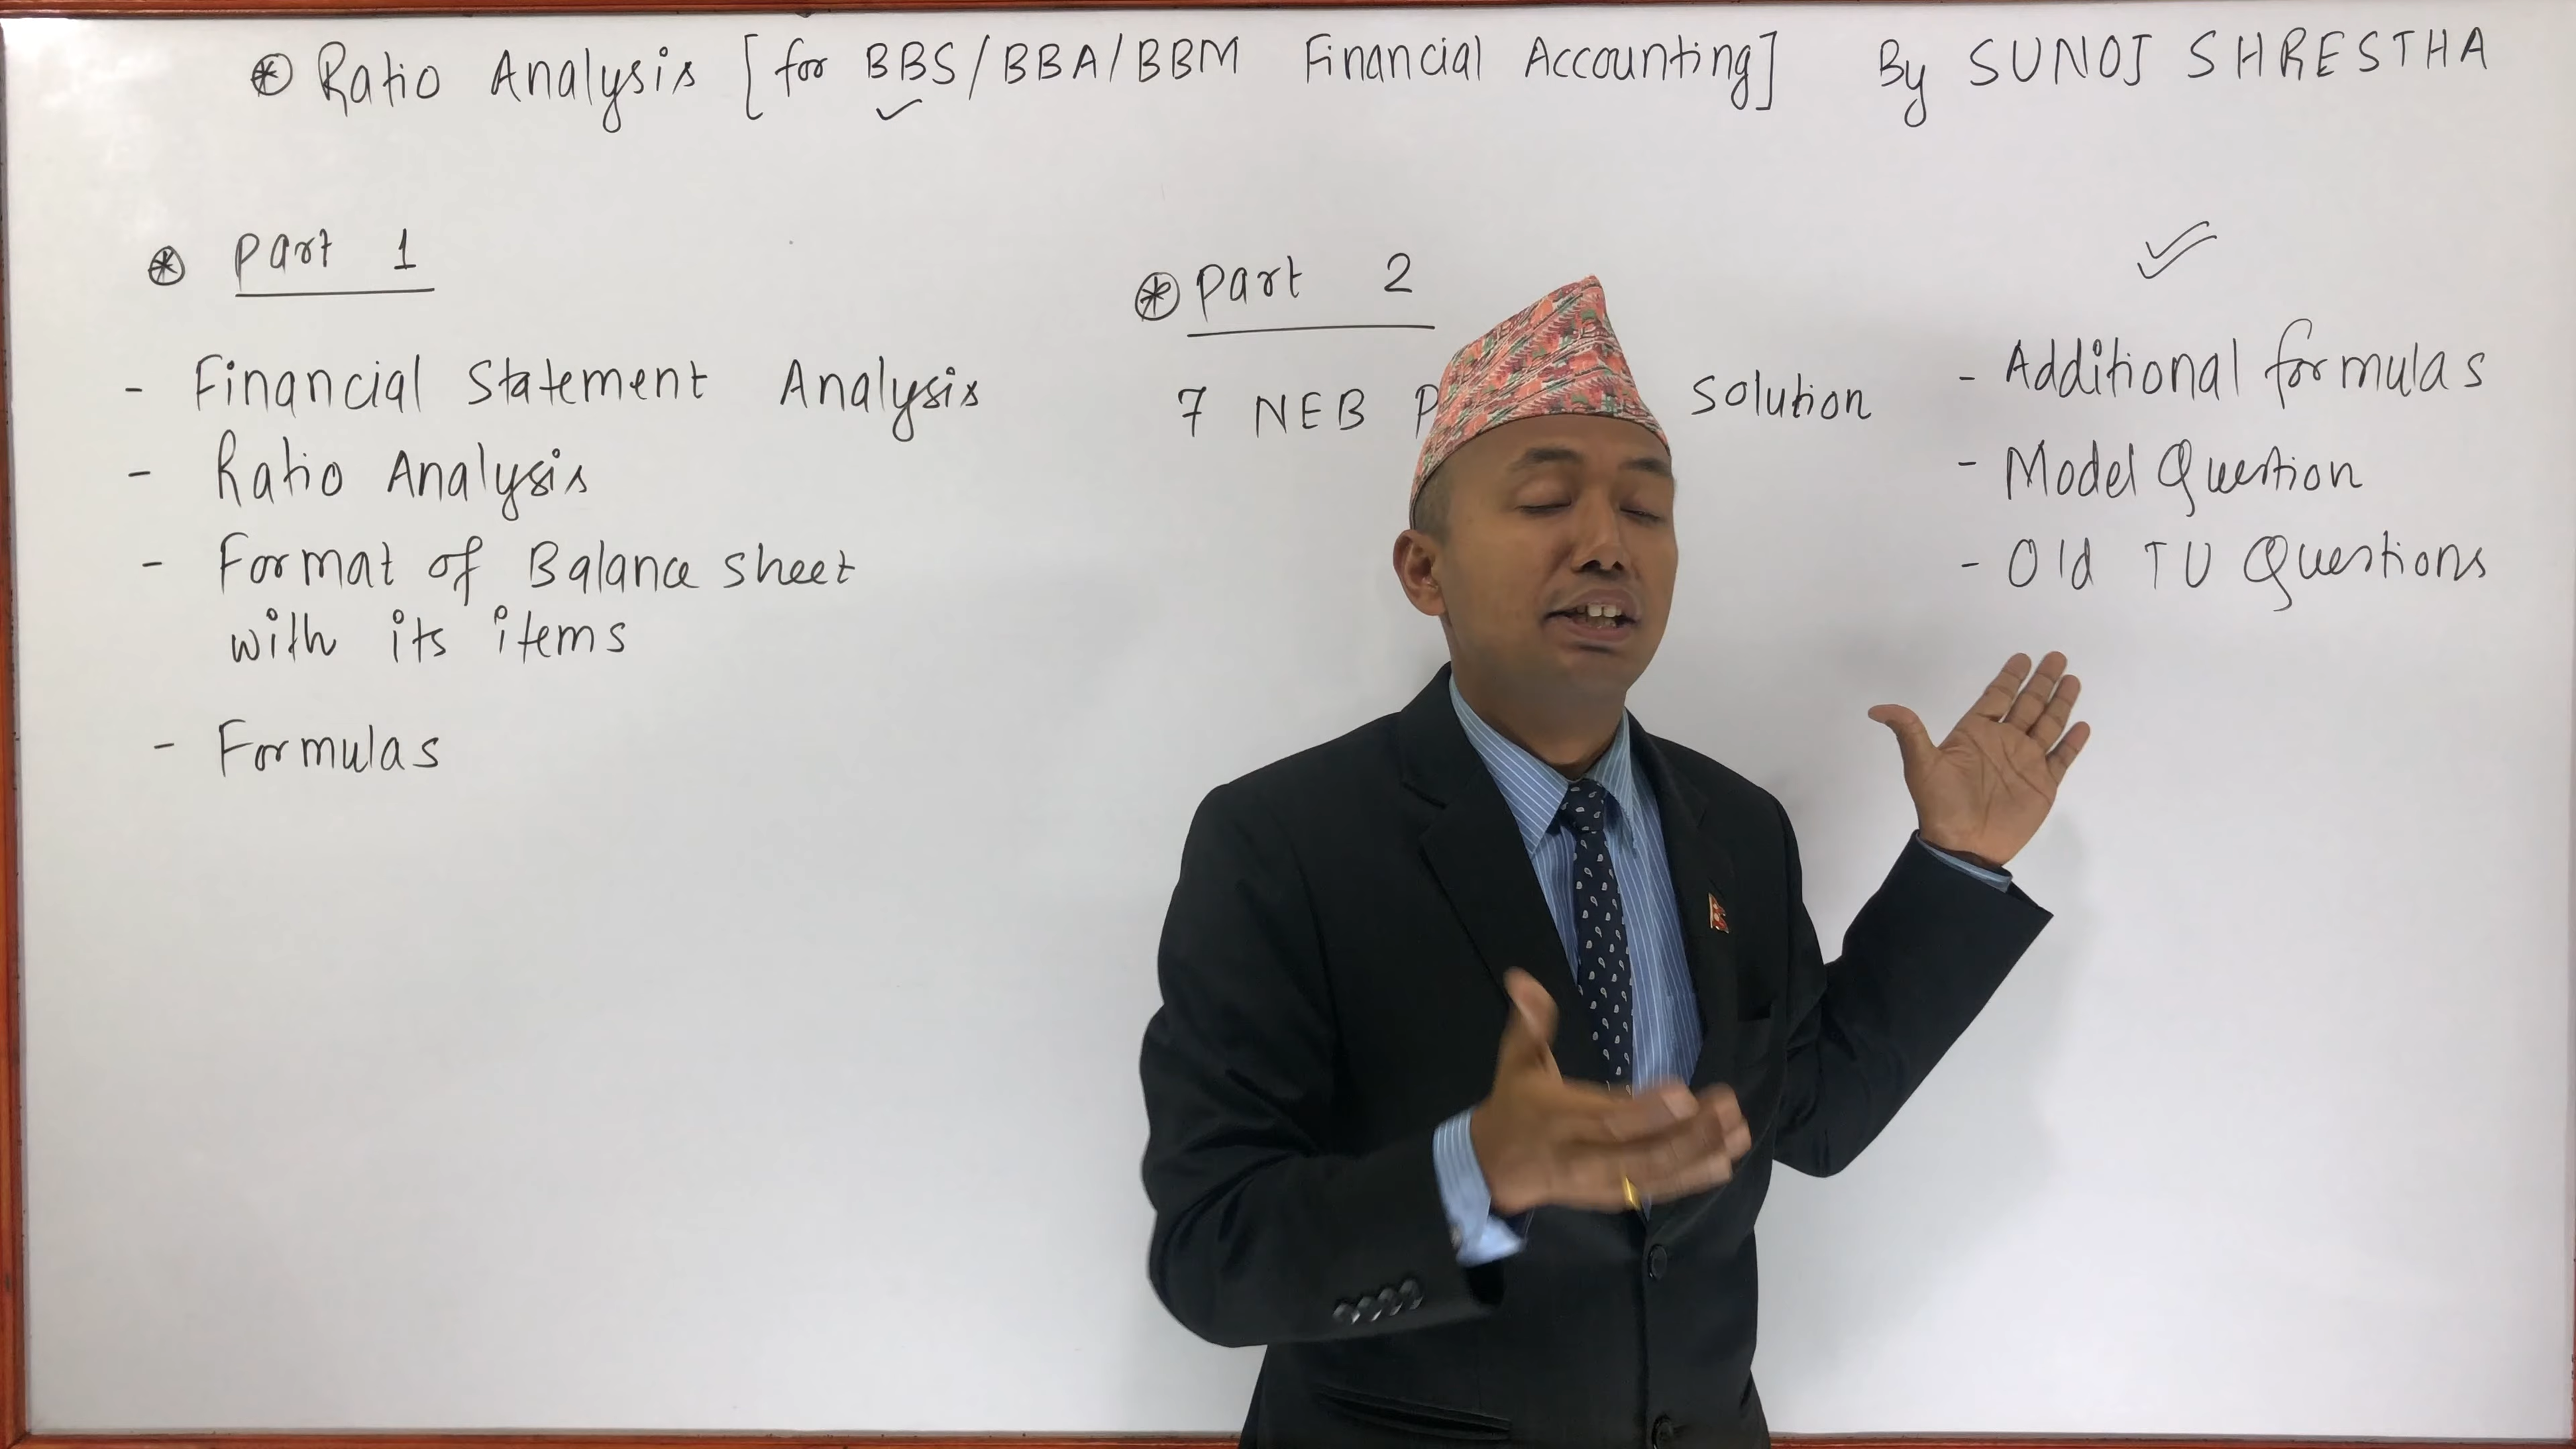 Ratio Analysis [for BBS/BBA/BBM Financial Accounting] By SUNOJ SHRESTHA
Part 1
- Financial Statement Analysis
- Ratio Analysis
- Format of Balance sheet
with its items
- Formulas
Part 2
7 NEB Solution
- Additional formulas
- Model Question
- Old TU Questions